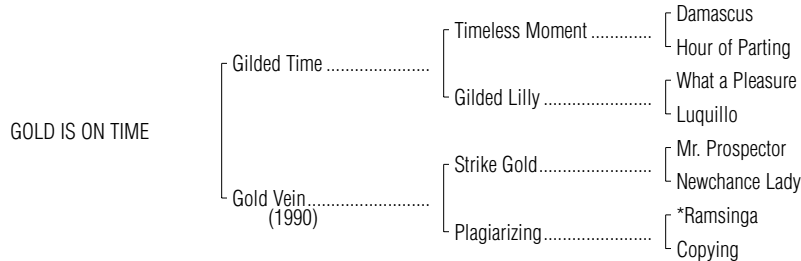 Damascus
Timeless Moment .............
Hour of Parting
Gilded Time ......................
What a Pleasure
Gilded Lilly .......................
Luquillo
GOLD IS ON TIME
Mr. Prospector
Strike Gold........................
Newchance Lady
Gold Vein..........................
(1990)
*Ramsinga
Plagiarizing.......................
Copying